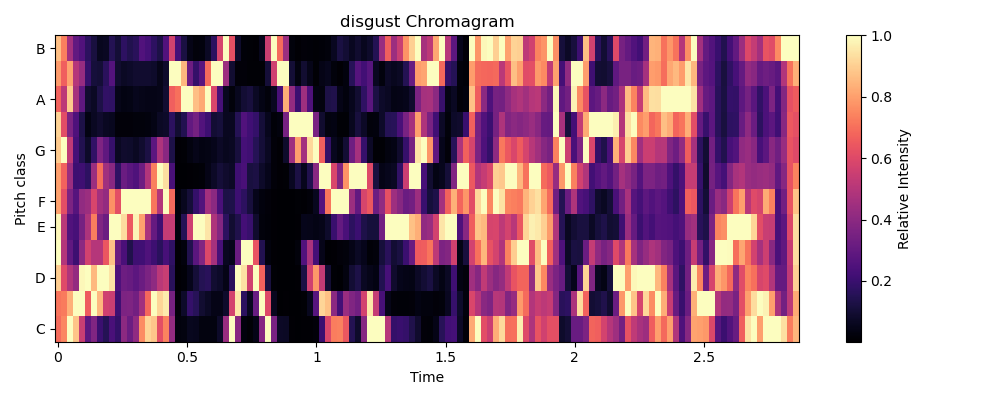 disgust Chromagram
Pitch class
B
A
G
F
E
D
C
0 0.5 1 1.5 2 2.5
Time
1.0
0.8
0.6
0.4
0.2
Relative Intensity